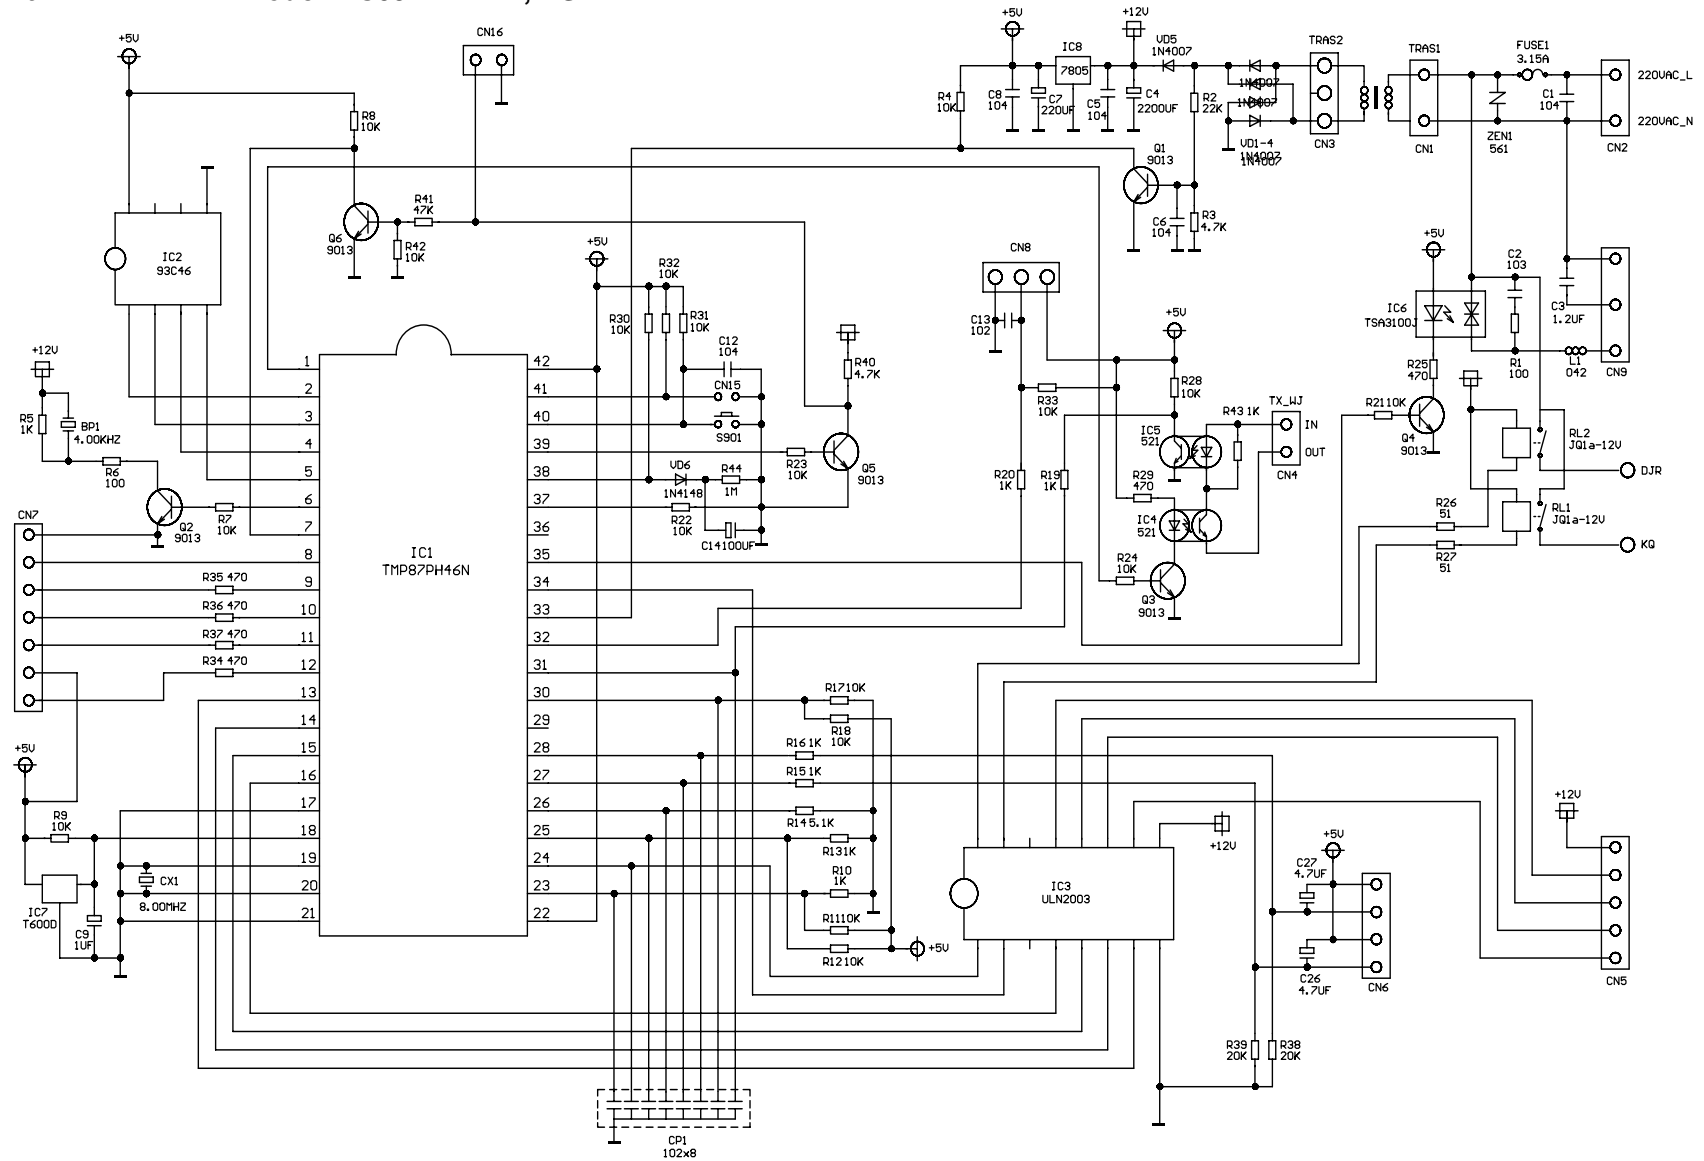 +5V
CN16
+5V
+12V
VD5
1N4007
IC8
7805
TRAS2
TRAS1
FUSE1
3.15A
220VAC_L
220VAC_N
R8
10K
R4
10K
C8
104
C7
220UF
C5
104
C4
2200UF
R2
22K
1N4007
1N4007
VD1-4
1N4007
CN3
CN1
ZEN1
561
C1
104
CN2
Q1
9013
R41
47K
Q6
9013
R42
10K
C6
104
R3
4.7K
IC2
93C46
+5V
R32
10K
CN8
+5V
C2
103
R30
10K
R31
10K
C13
102
+5V
IC6
TSA3100J
C3
1.2UF
C12
104
+12V
R40
4.7K
R25
470
R1
100
L1
042
CN9
1
42
R28
10K
2
41
CN15
R33
10K
R43 1K
TX_WJ
R21 10K
R5
1K
BP1
4.00KHZ
3
40
S901
IC5
521
IN
Q4
9013
RL2
JQ1a-12V
4
39
R23
10K
Q5
9013
OUT
CN4
R6
100
5
38
VD6
1N4148
R44
1M
R20
1K
R19
1K
R29
470
DJR
6
37
R22
10K
R7
10K
Q2
9013
CN7
IC4
521
R26
51
RL1
JQ1a-12V
7
36
C14 100UF
KQ
R27
51
8
35
IC1
TMP87PH46N
R24
10K
R35 470
9
34
Q3
9013
R36 470
10
33
R37 470
11
32
R34 470
12
31
13
30
R17 10K
14
29
R18
10K
+5V
15
28
R16 1K
16
27
R15 1K
17
26
R14 5.1K
+12V
R9
10K
18
25
R13 1K
+12V
+5V
19
24
CX1
8.00MHZ
R10
1K
IC3
ULN2003
C27
4.7UF
20
23
IC7
T600D
21
22
R11 10K
C9
1UF
R12 10K
+5V
C26
4.7UF
CN6
CN5
R39
20K
R38
20K
CP1
102x8